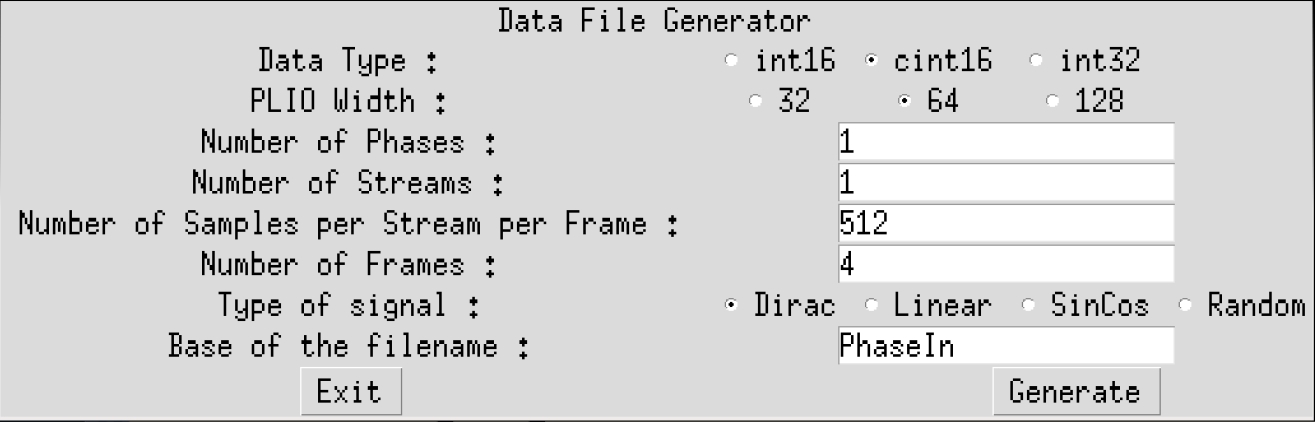 Data File Generator
Data Type : int16 cint16 int32
PLIO Width : 32 64 128
Number of Phases : 1
Number of Streams : 1
Number of Samples per Stream per Frame : 512
Number of Frames : 4
Type of signal : Dirac Linear SinCos Random
Base of the filename : PhaseIn
Exit Generate